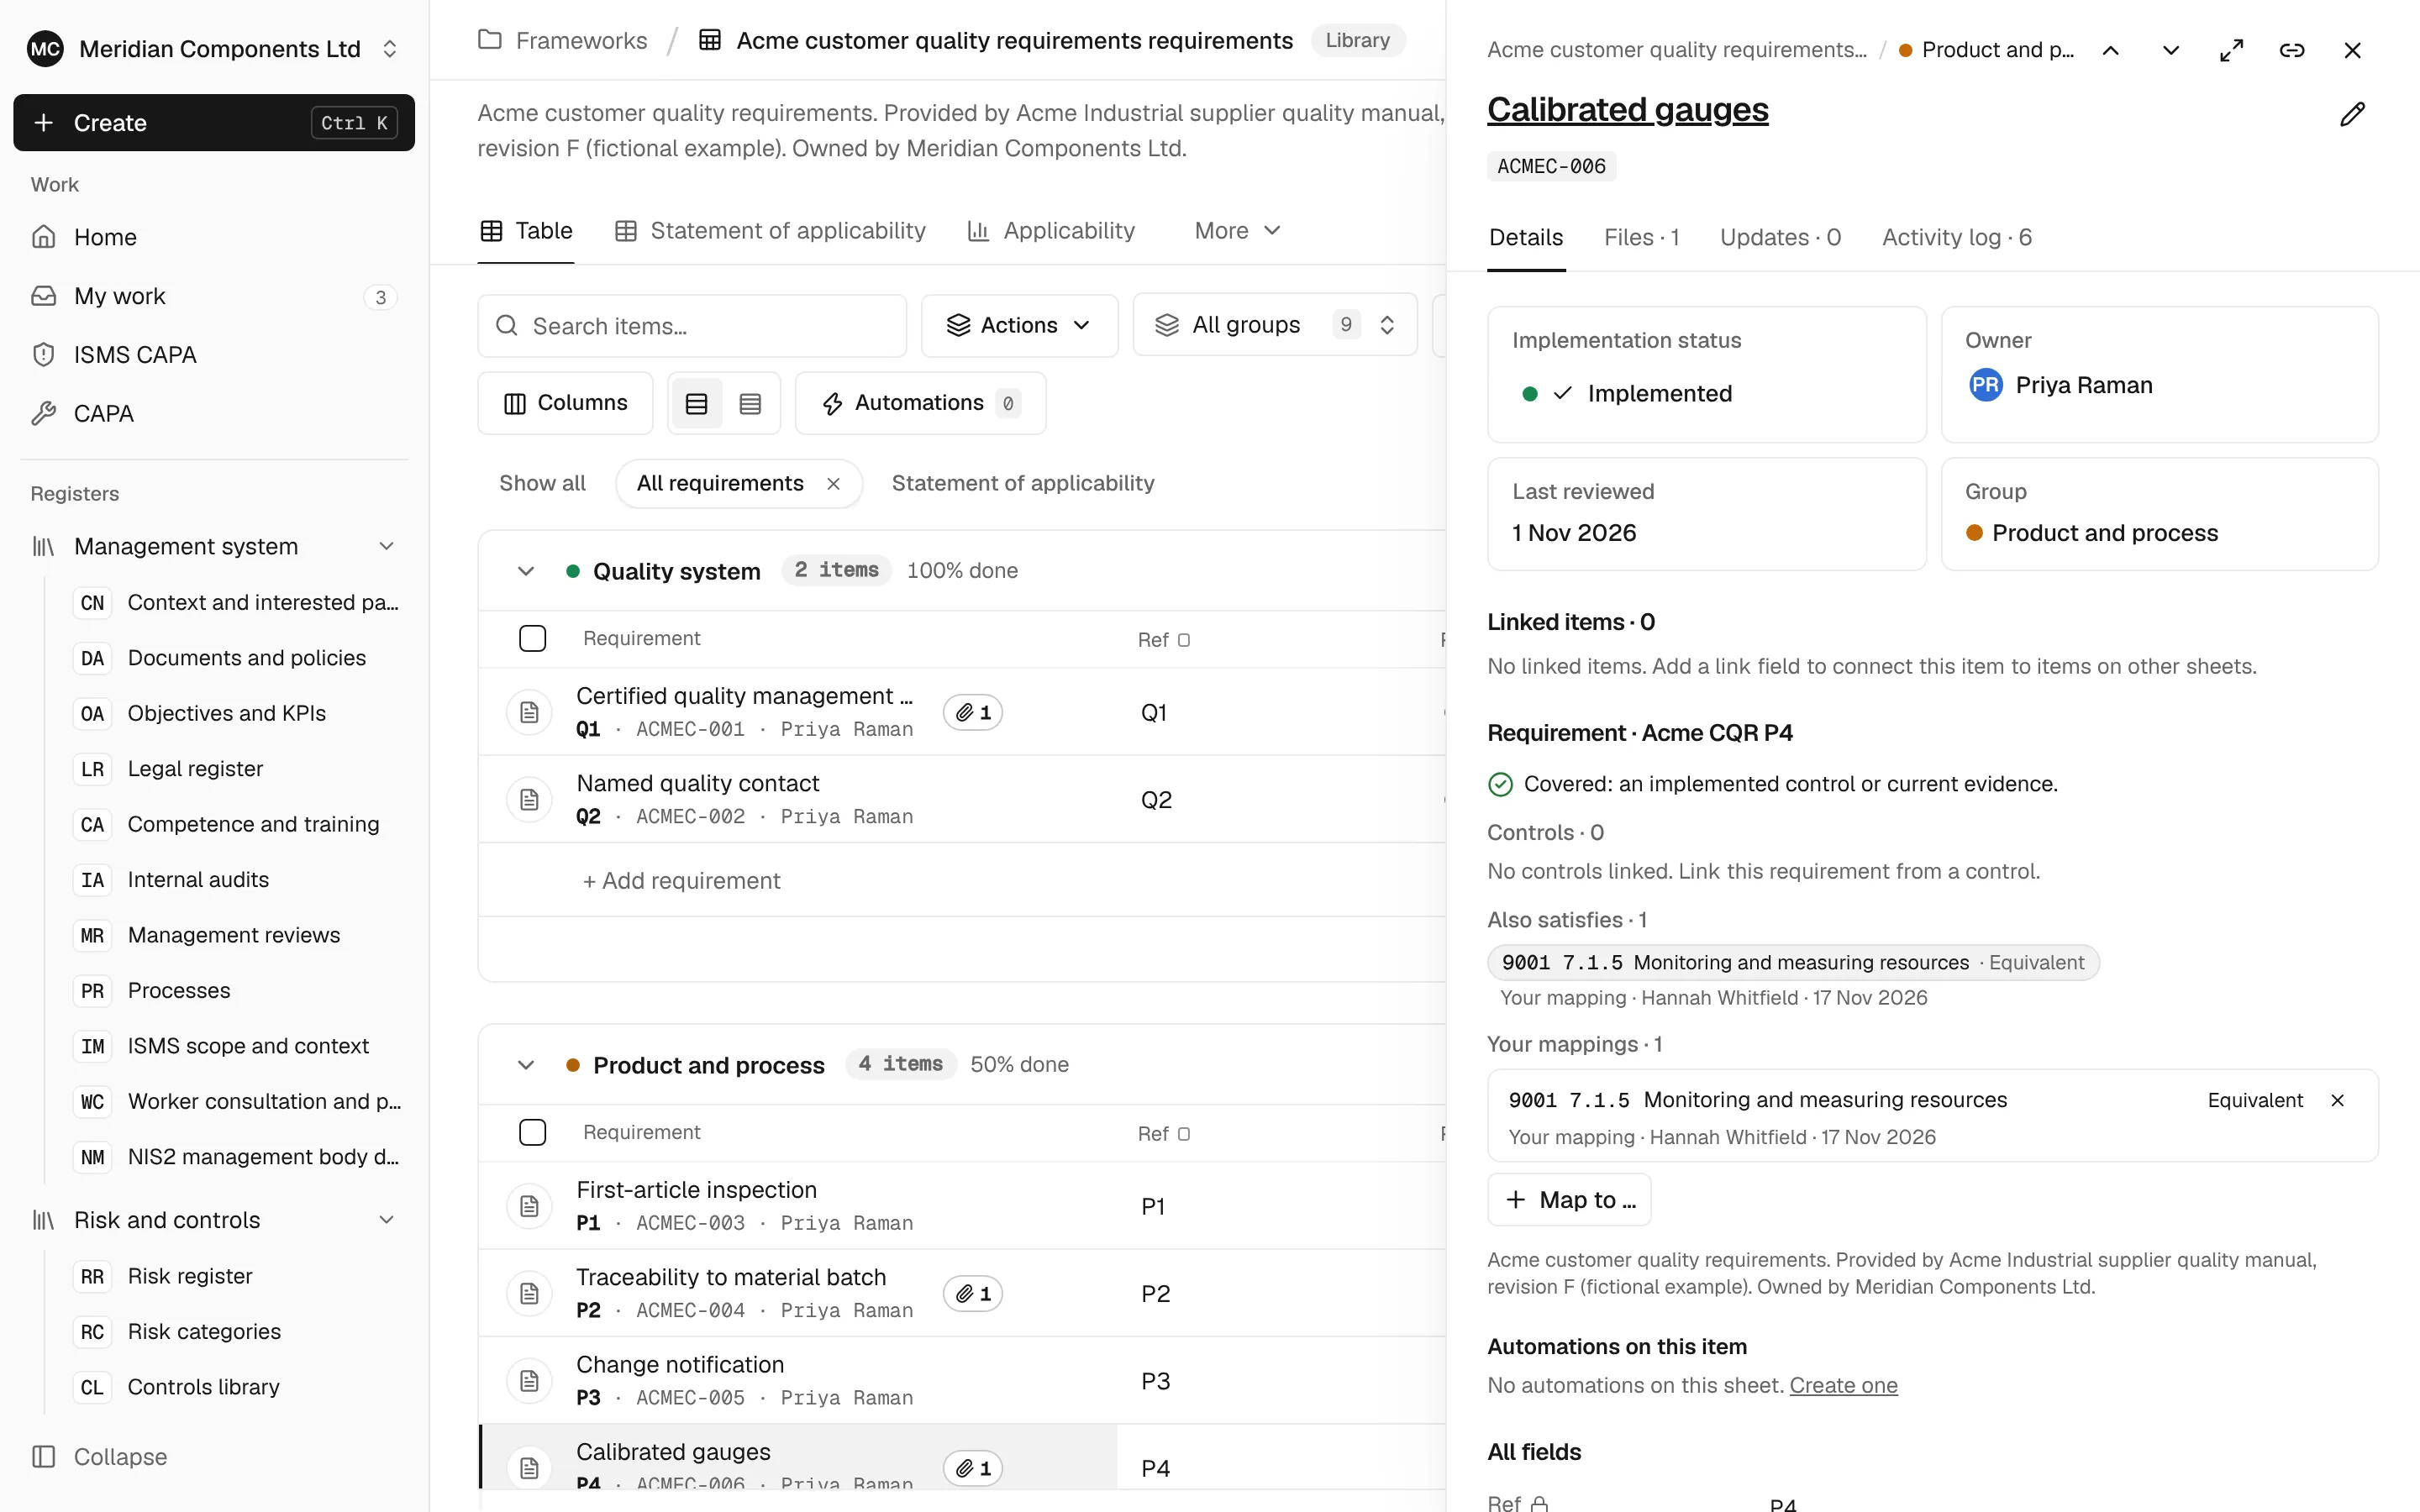 MC Meridian Components Ltd
Create Ctrl K
Work
Home
My work 3
ISMS CAPA
CAPA
Registers
Management system
CN Context and interested pa...
DA Documents and policies
OA Objectives and KPIs
LR Legal register
CA Competence and training
IA Internal audits
MR Management reviews
PR Processes
IM ISMS scope and context
WC Worker consultation and p...
NM NIS2 management body d...
Risk and controls
RR Risk register
RC Risk categories
CL Controls library
Collapse
Frameworks / Acme customer quality requirements requirements Library
Acme customer quality requirements. Provided by Acme Industrial supplier quality manual,
revision F (fictional example). Owned by Meridian Components Ltd.
Table Statement of applicability Applicability More
Search items... Actions All groups 9
Columns Automations 0
Show all All requirements Statement of applicability
Quality system 2 items 100% done
Requirement Ref
Certified quality management ... 1 Q1
Q1 · ACMEC-001 · Priya Raman
Named quality contact Q2
Q2 · ACMEC-002 · Priya Raman
+ Add requirement
Product and process 4 items 50% done
Requirement Ref
First-article inspection P1
P1 · ACMEC-003 · Priya Raman
Traceability to material batch 1 P2
P2 · ACMEC-004 · Priya Raman
Change notification P3
P3 · ACMEC-005 · Priya Raman
Calibrated gauges 1 P4
P4 · ACMEC-006 · Priya Raman
Acme customer quality requirements... / Product and p...
Calibrated gauges
ACMEC-006
Details Files · 1 Updates · 0 Activity log · 6
Implementation status
Implemented
Owner
PR Priya Raman
Last reviewed
1 Nov 2026
Group
Product and process
Linked items · 0
No linked items. Add a link field to connect this item to items on other sheets.
Requirement · Acme CQR P4
Covered: an implemented control or current evidence.
Controls · 0
No controls linked. Link this requirement from a control.
Also satisfies · 1
9001 7.1.5 Monitoring and measuring resources · Equivalent
Your mapping · Hannah Whitfield · 17 Nov 2026
Your mappings · 1
9001 7.1.5 Monitoring and measuring resources Equivalent
Your mapping · Hannah Whitfield · 17 Nov 2026
+ Map to ...
Acme customer quality requirements. Provided by Acme Industrial supplier quality manual,
revision F (fictional example). Owned by Meridian Components Ltd.
Automations on this item
No automations on this sheet. Create one
All fields
Ref P4